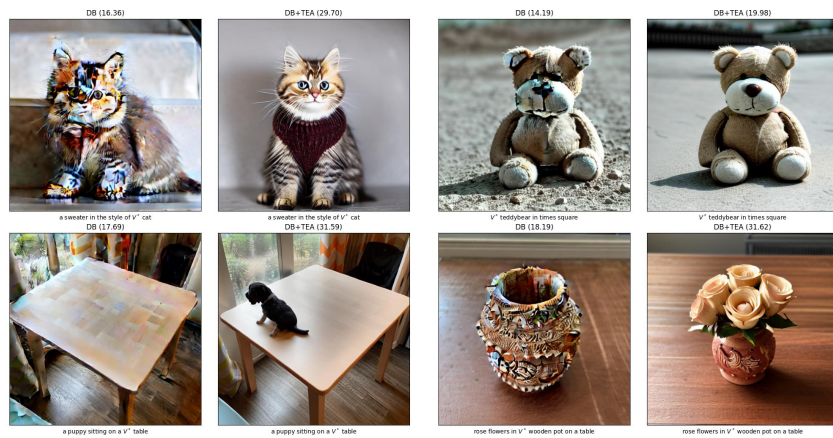 DB (16.36)
DB+TEA (29.70)
DB (14.19)
DB+TEA (19.98)
a sweater in the style of V* cat
a sweater in the style of V* cat
V* teddybear in times square
V* teddybear in times square
DB (17.69)
DB+TEA (31.59)
DB (18.19)
DB+TEA (31.62)
a puppy sitting on a V* table
a puppy sitting on a V* table
rose flowers in V* wooden pot on a table
rose flowers in V* wooden pot on a table